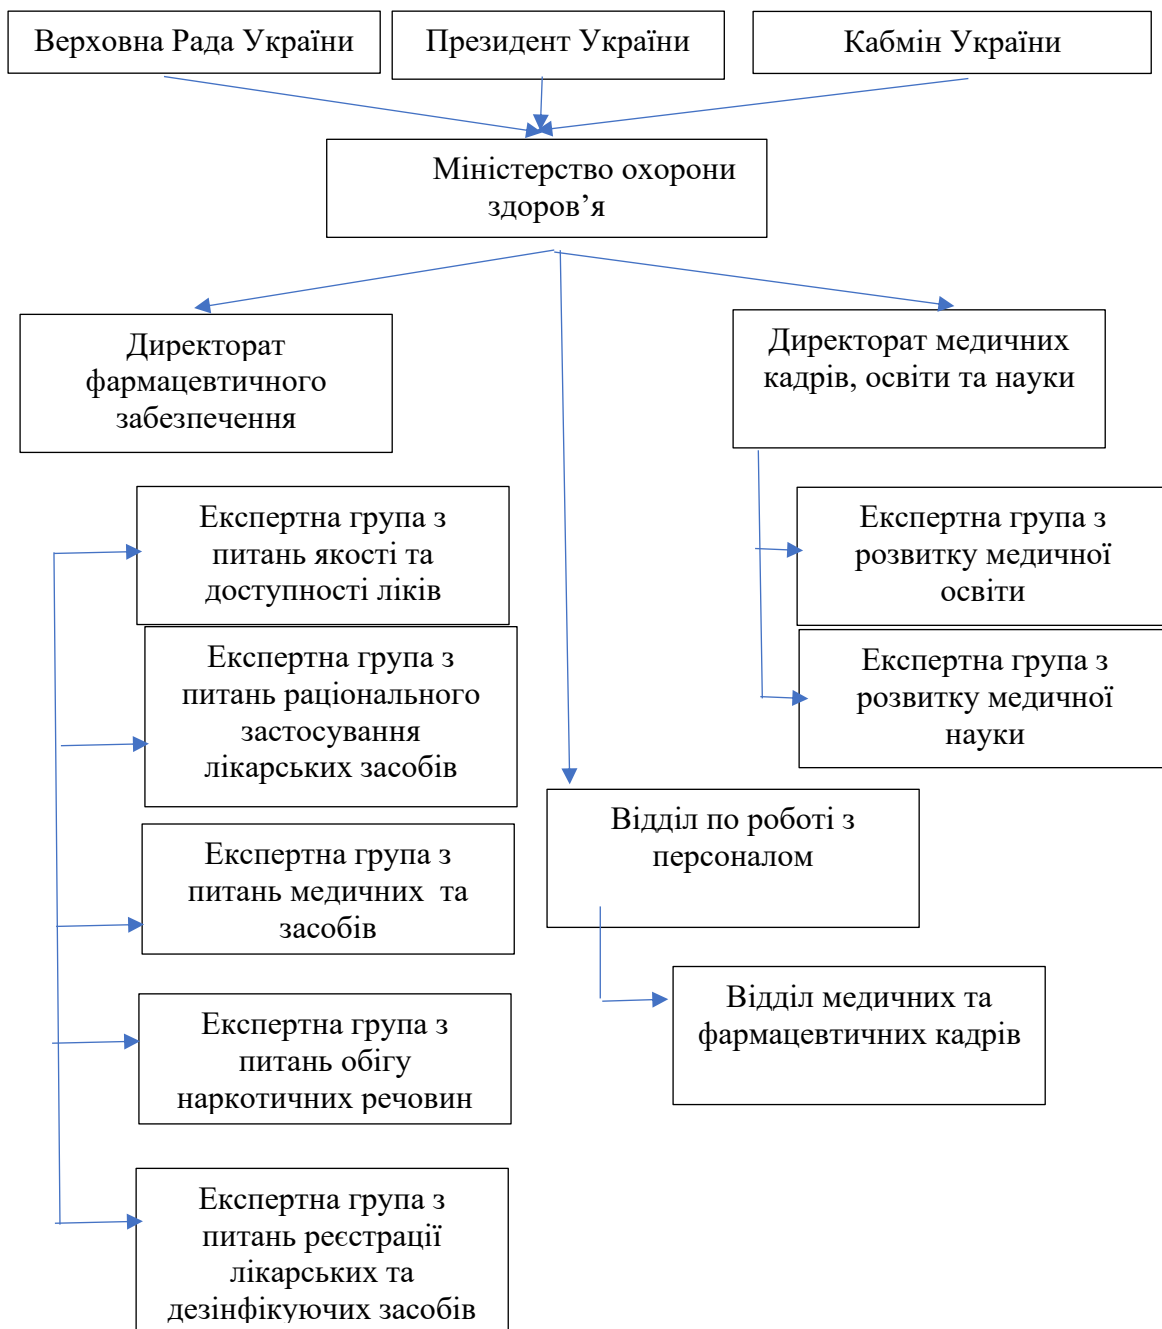 Верховна Рада України
Президент України
Кабмін України
Міністерство охорони
здоров’я
Директорат
фармацевтичного
забезпечення
Директорат медичних
кадрів, освіти та науки
Експертна група з
питань якості та
доступності ліків
Експертна група з
питань раціонального
застосування
лікарських засобів
Експертна група з
питань медичних та
засобів
Експертна група з
питань обігу
наркотичних речовин
Експертна група з
питань реєстрації
лікарських та
дезінфікуючих засобів
Експертна група з
розвитку медичної
освіти
Експертна група з
розвитку медичної
науки
Відділ по роботі з
персоналом
Відділ медичних та
фармацевтичних кадрів